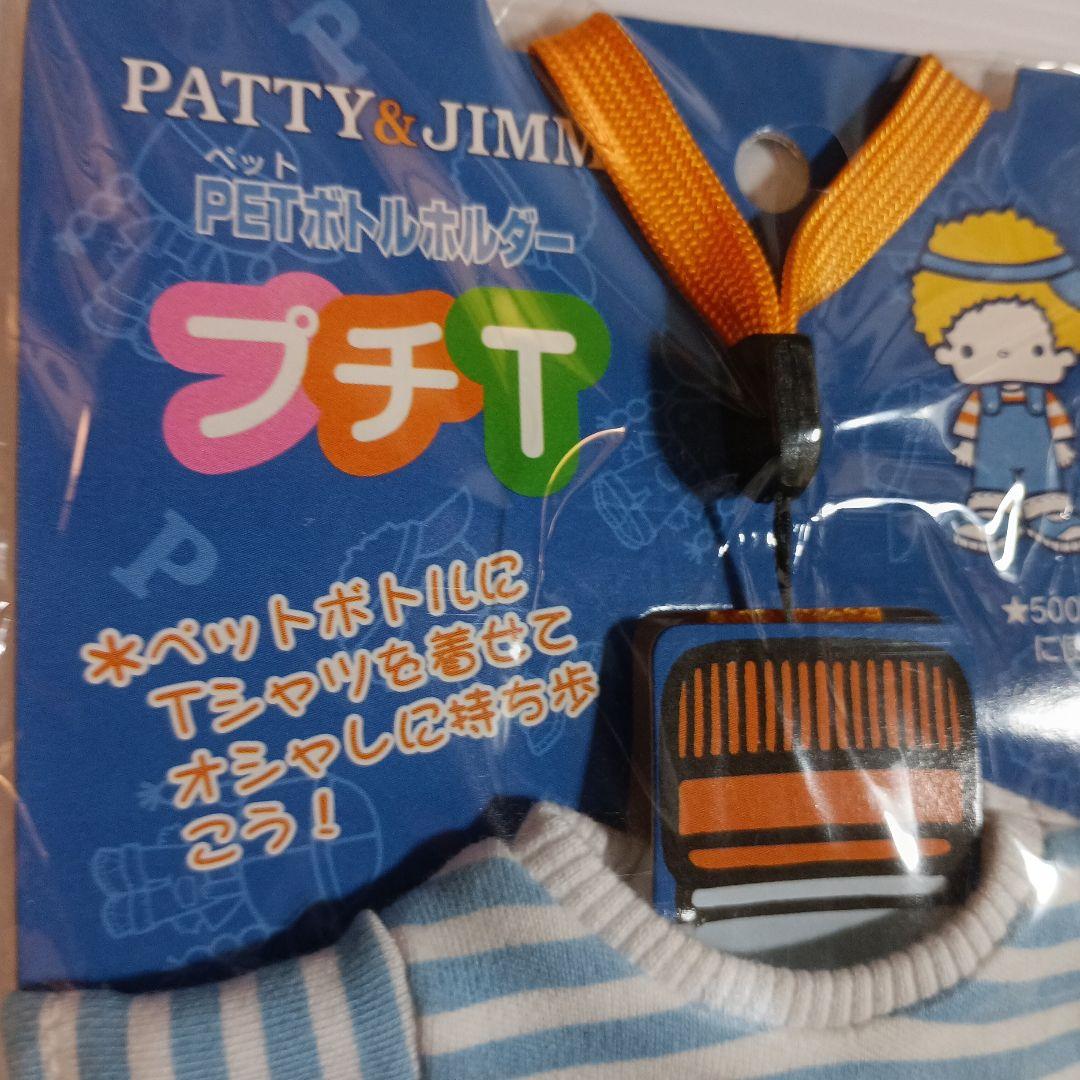 PATTY&JIMM
ペット
PETボトルホルダー
プチT
*ペットボトルに
Tシャツを着せて
オシャレに持ち歩
こう!
★500
に
P
P